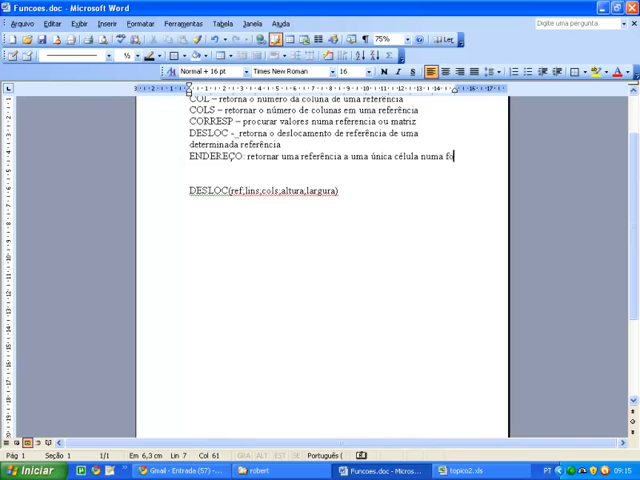 Funcoes.doc - Microsoft Word
Arquivo Editar Exibir Inserir Formatar Ferramentas Tabela Janela Ajuda
Digite uma pergunta
75% Ler
Normal + 16 pt Times New Roman 16 N I S
COL – retorna o numero da coluna de uma referência
COLS – retornar o número de colunas em uma referência
CORRESP – procurar valores numa referencia ou matriz
DESLOC - retorna o deslocamento de referência de uma
determinada referência
ENDEREÇO: retornar uma referência a uma única célula numa fo
DESLOC(ref;lins;cols;altura;largura)
Pág 1 Seção 1 1/1 Em 6,3 cm Lin 7 Col 61 GRA ALT EST SE Português (
Iniciar Gmail - Entrada (57) -... robert Funcoes.doc - Micros... topico2.xls PT 09:15